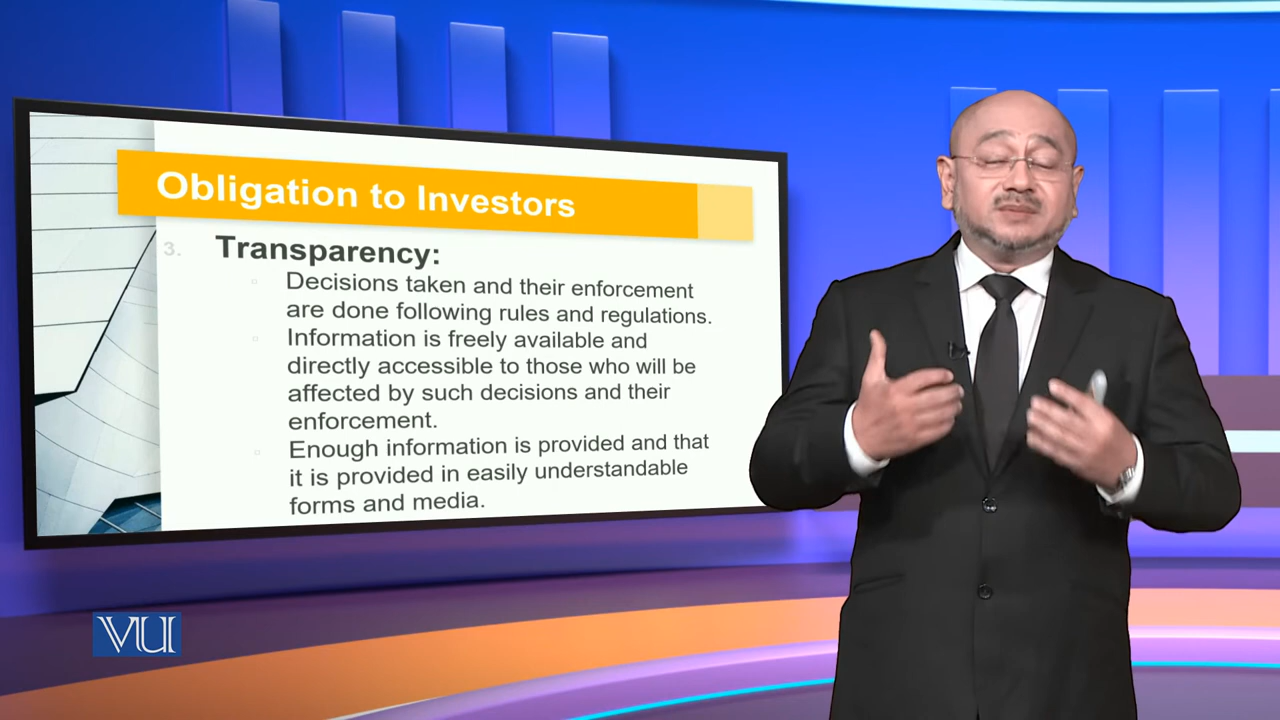 Obligation to Investors
3. Transparency:
Decisions taken and their enforcement
are done following rules and regulations.
Information is freely available and
directly accessible to those who will be
affected by such decisions and their
enforcement.
Enough information is provided and that
it is provided in easily understandable
forms and media.
VU